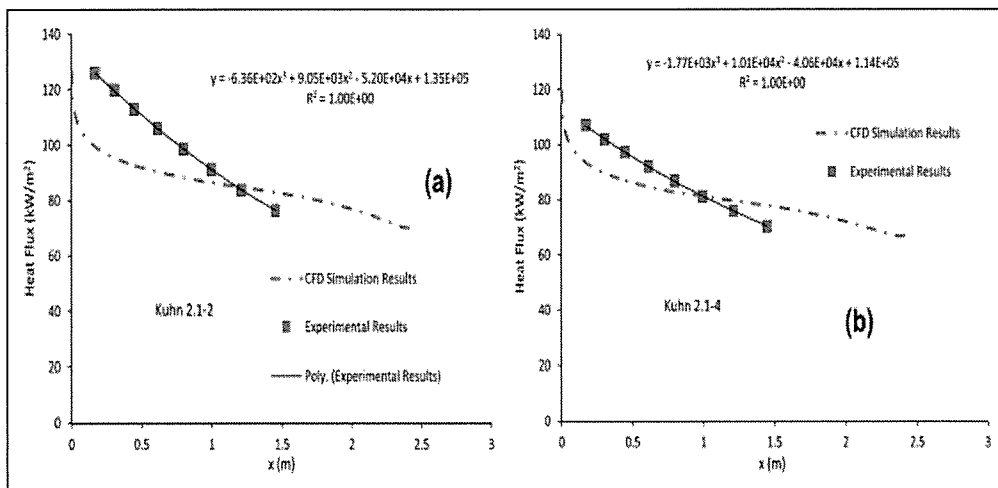 140
120
100
80
60
40
20
0
Heat Flux (kW/m²)
y = -6.36E+02x³ + 9.05E+03x² - 5.20E+04x + 1.35E+05
R² = 1.00E+00
(a)
CFD Simulation Results
Kuhn 2.1-2
Experimental Results
Poly. (Experimental Results)
0 0.5 1 1.5 2 2.5 3
x (m)
140
120
100
80
60
40
20
0
Heat Flux (kW/m²)
y = -1.77E+03x³ + 1.01E+04x² - 4.06E+04x + 1.14E+05
R² = 1.00E+00
CFD Simulation Results
Experimental Results
Kuhn 2.1-4
(b)
0 0.5 1 1.5 2 2.5 3
x (m)